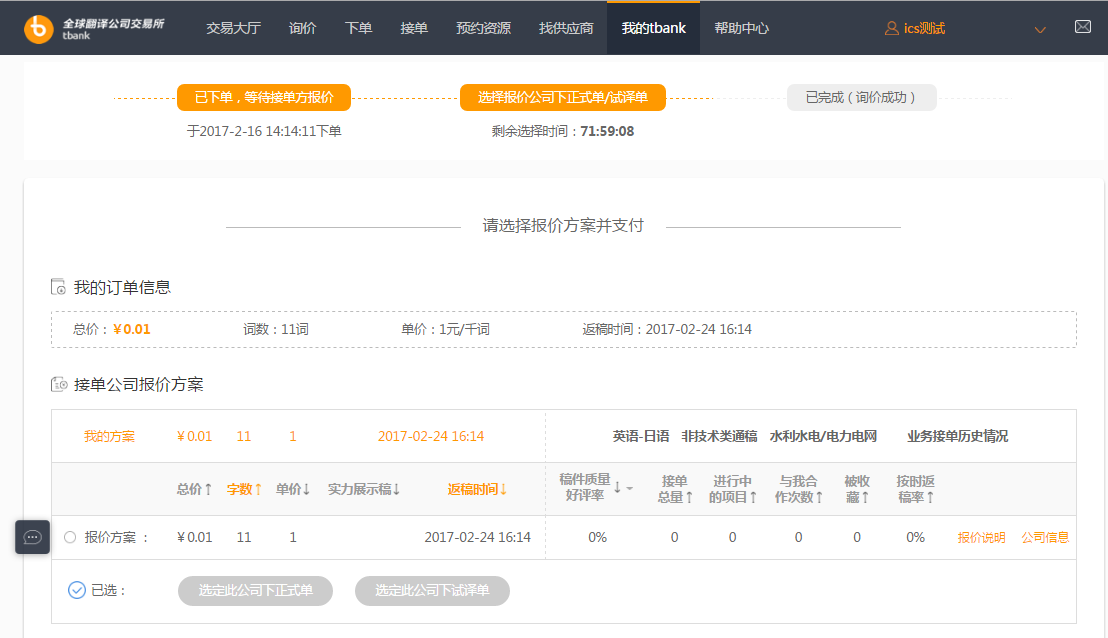 全球翻译公司交易所
tbank
交易大厅 询价 下单 接单 预约资源 找供应商 我的tbank 帮助中心 ics测试
已下单，等待接单方报价 选择报价公司下正式单/试译单 已完成（询价成功）
于2017-2-16 14:14:11下单 剩余选择时间：71:59:08
请选择报价方案并支付
我的订单信息
总价：￥0.01 词数：11词 单价：1元/千词 返稿时间：2017-02-24 16:14
接单公司报价方案
我的方案 ￥0.01 11 1 2017-02-24 16:14 英语-日语 非技术类通稿 水利水电/电力电网 业务接单历史情况
总价↑ 字数↑ 单价↓ 实力展示稿↓ 返稿时间↓ 稿件质量 ↓ 接单 进行中 与我合 被收 按时返
好评率 总量↑ 的项目↑ 作次数↑ 藏↑ 稿率↑
报价方案 ： ￥0.01 11 1 2017-02-24 16:14 0% 0 0 0 0 0% 报价说明 公司信息
已选： 选定此公司下正式单 选定此公司下试译单